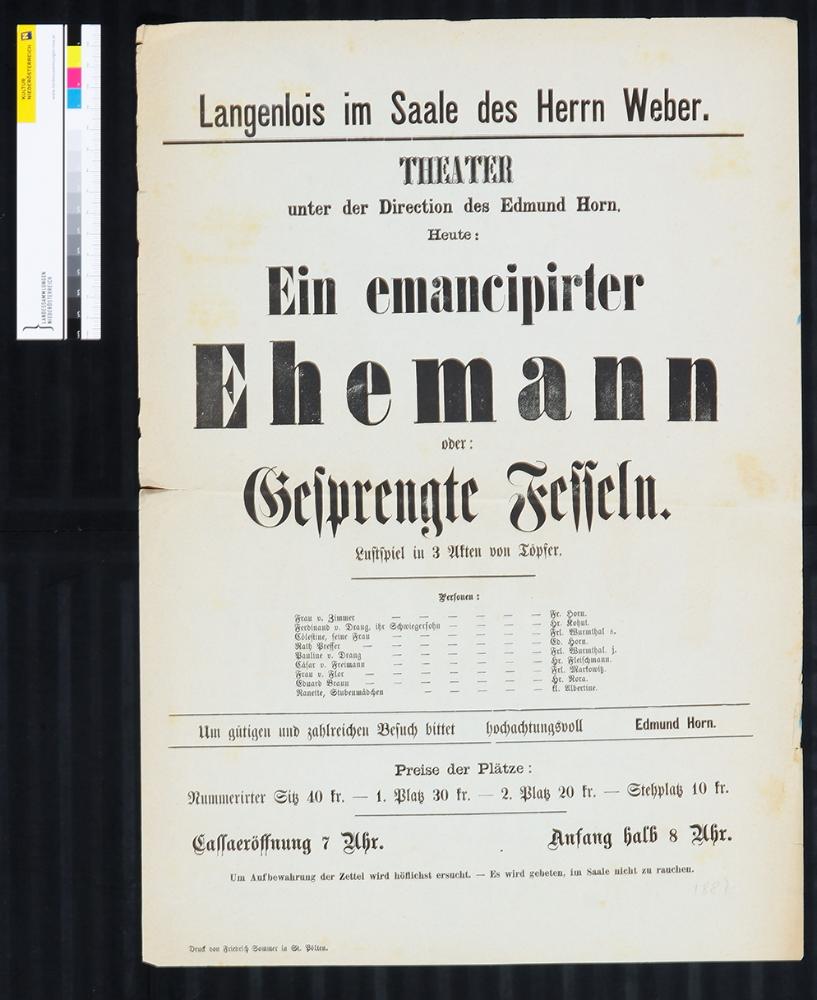 KULTUR
NIEDERÖSTERREICH
LANDESSAMMLUNGEN
NIEDERÖSTERREICH
Langenlois im Saale des Herrn Weber.
THEATER
unter der Direction des Edmund Horn.
Heute:
Ein emancipirter
Ehemann
oder:
Gesprengte Fesseln.
Lustspiel in 3 Akten von Töpfer.
Personen:
Frau v. Zimmer — — — — — — Fr. Horn.
Ferdinand v. Drang, ihr Schwiegersohn — — — — Hr. Kohut.
Cölestine, seine Frau — — — — — — Frl. Wurmthal s.
Rath Preffer — — — — — — — Ed. Horn.
Pauline v. Drang — — — — — — Frl. Wurmthal. j.
Cäsar v. Freimann — — — — — — Hr. Fleischmann.
Frau v. Flor — — — — — — — Frl. Markowitz.
Eduard Braun — — — — — — — Hr. Nora.
Nanette, Stubenmädchen — — — — — kl. Albertine.
Um gütigen und zahlreichen Besuch bittet hochachtungsvoll Edmund Horn.
Preise der Plätze:
Nummerirter Sitz 40 kr. — 1. Platz 30 kr. — 2. Platz 20 kr. — Stehplatz 10 kr.
Cassaeröffnung 7 Uhr. Anfang halb 8 Uhr.
Um Aufbewahrung der Zettel wird höflichst ersucht. — Es wird gebeten, im Saale nicht zu rauchen.
Druck von Friedrich Sommer in St. Pölten.